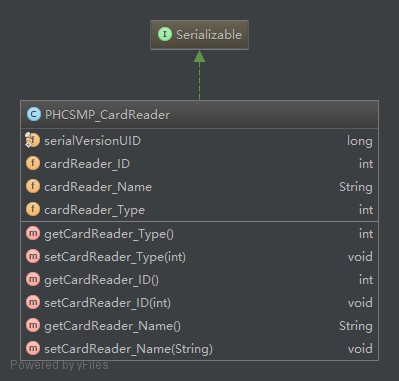 I Serializable
C PHCSMP_CardReader
f serialVersionUID long
f cardReader_ID int
f cardReader_Name String
f cardReader_Type int
m getCardReader_Type() int
m setCardReader_Type(int) void
m getCardReader_ID() int
m setCardReader_ID(int) void
m getCardReader_Name() String
m setCardReader_Name(String) void
Powered by yFiles